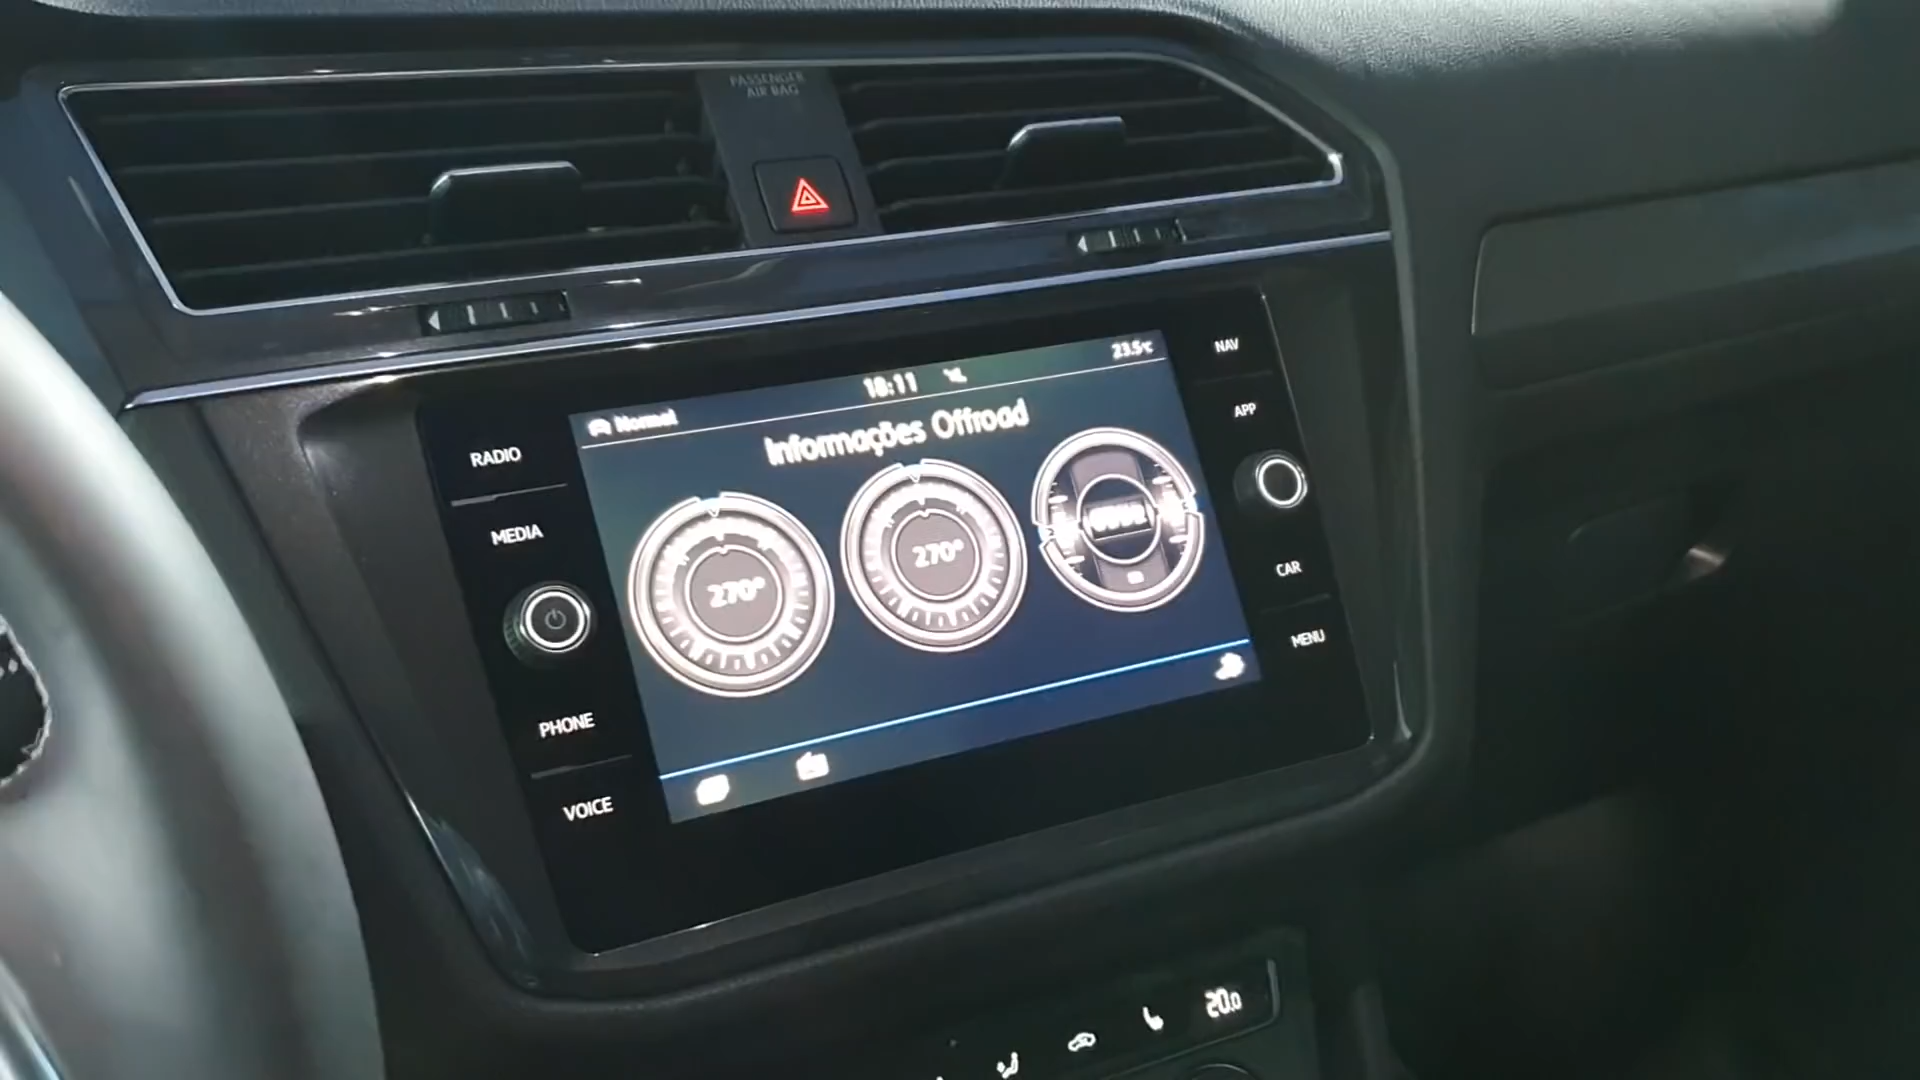 PASSENGER
AIR BAG
Normal
18:11
23.5°C
Informações Offroad
270°
270°
RADIO
MEDIA
PHONE
VOICE
NAV
APP
CAR
MENU
20.0